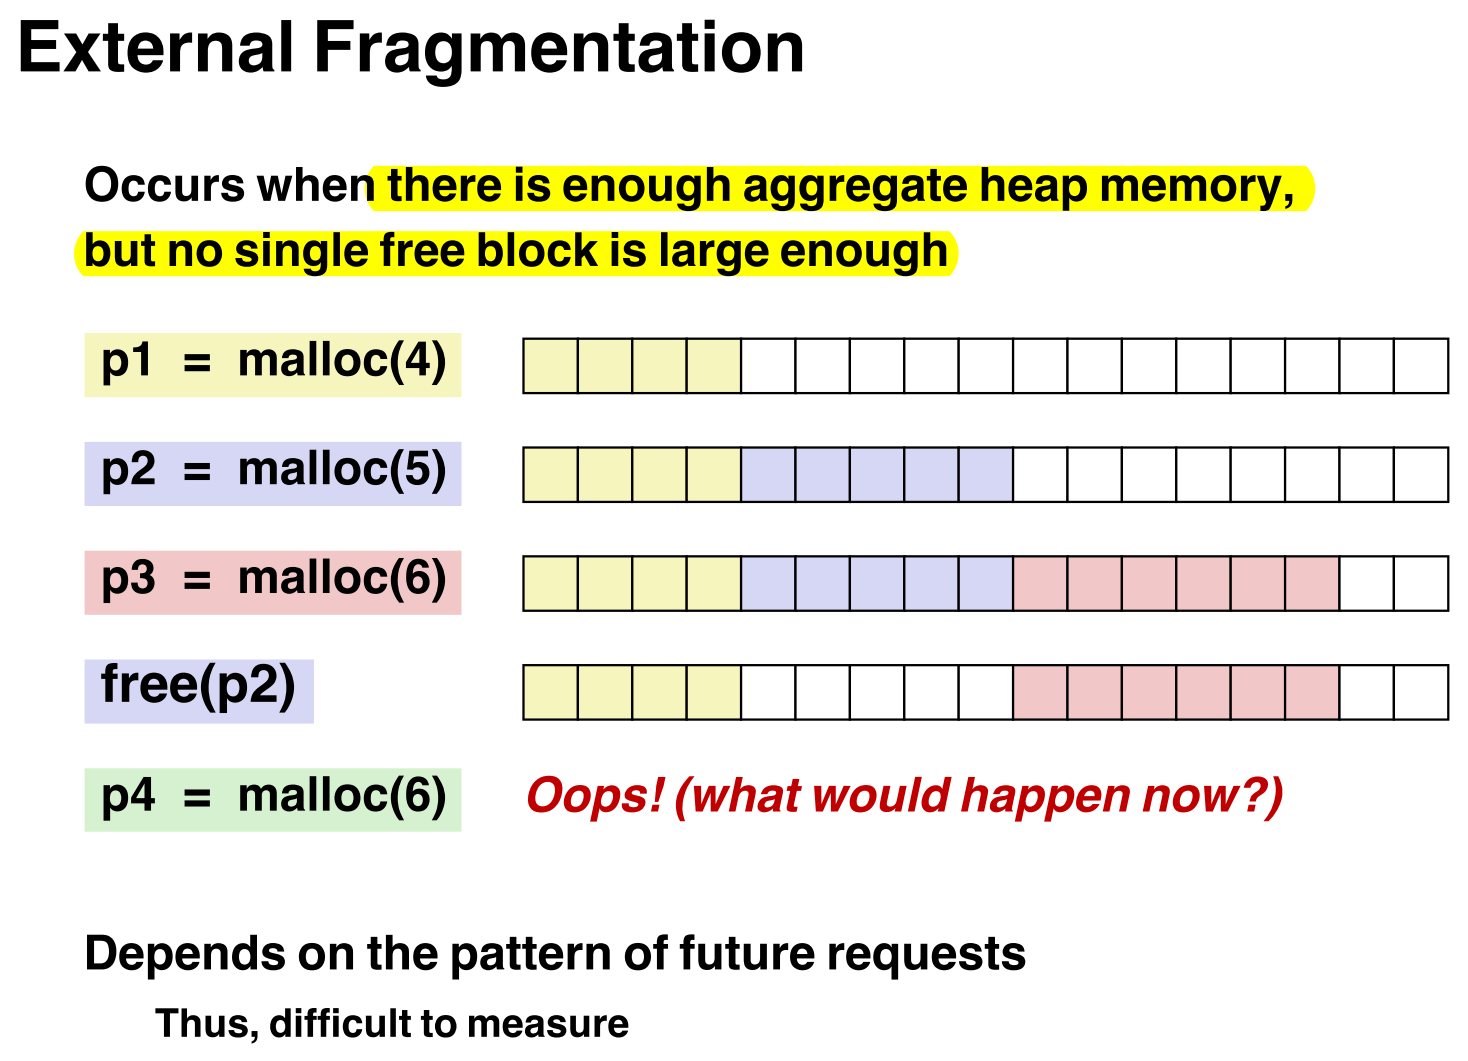 External Fragmentation
Occurs when there is enough aggregate heap memory,
but no single free block is large enough
p1 = malloc(4)
p2 = malloc(5)
p3 = malloc(6)
free(p2)
p4 = malloc(6) Oops! (what would happen now?)
Depends on the pattern of future requests
Thus, difficult to measure